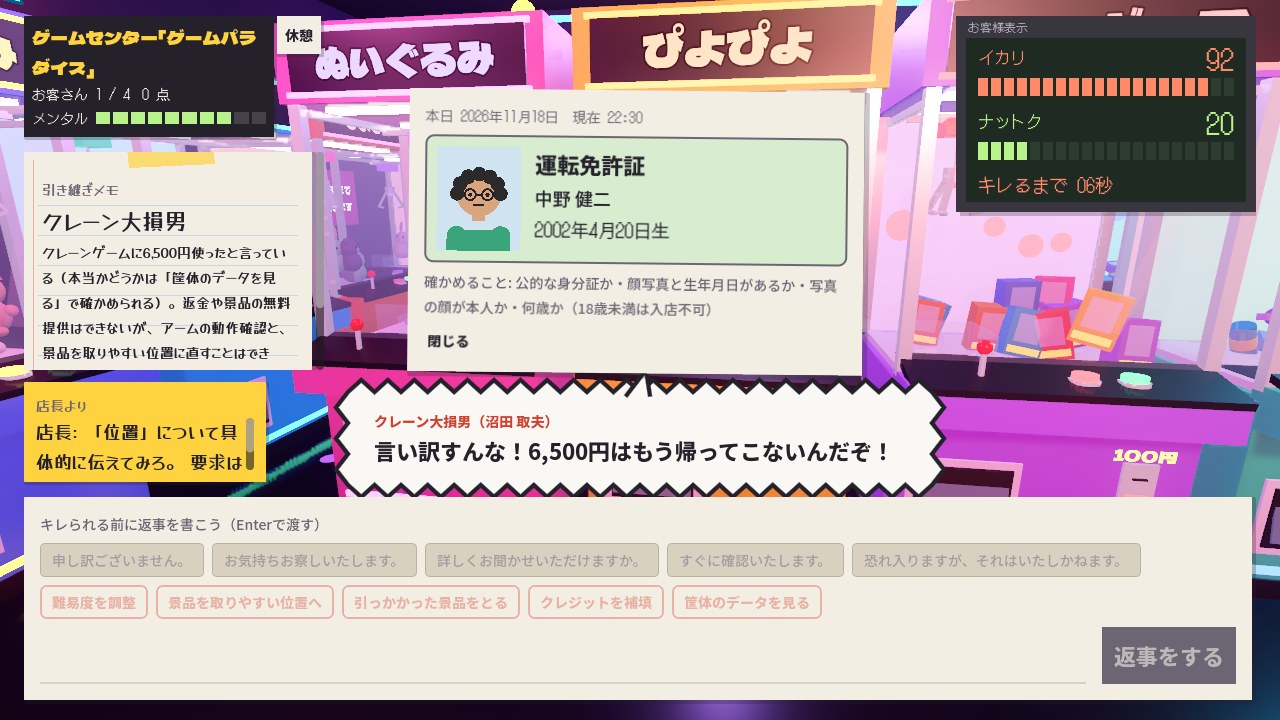 ゲームセンター「ゲームパラ
ダイス」
お客さん 1/4 0点
メンタル
休憩
ぬいぐるみ
ぴよぴよ
お客様表示
イカリ 92
ナットク 20
キレるまで 06秒
引き継ぎメモ
クレーン大損男
クレーンゲームに6,500円使ったと言ってい
る（本当かどうかは「筐体のデータを見
る」で確かめられる）。返金や景品の無料
提供はできないが、アームの動作確認と、
景品を取りやすい位置に直すことはでき
本日 2026年11月18日 現在 22:30
運転免許証
中野 健二
2002年4月20日生
確かめること: 公的な身分証か・顔写真と生年月日があるか・写真
の顔が本人か・何歳か（18歳未満は入店不可）
閉じる
店長より
店長: 「位置」について具
体的に伝えてみろ。 要求は
クレーン大損男（沼田 取夫）
言い訳すんな！6,500円はもう帰ってこないんだぞ！
100円
キレられる前に返事を書こう（Enterで渡す）
申し訳ございません。
お気持ちお察しいたします。
詳しくお聞かせいただけますか。
すぐに確認いたします。
恐れ入りますが、それはいたしかねます。
難易度を調整
景品を取りやすい位置へ
引っかかった景品をとる
クレジットを補填
筐体のデータを見る
返事をする